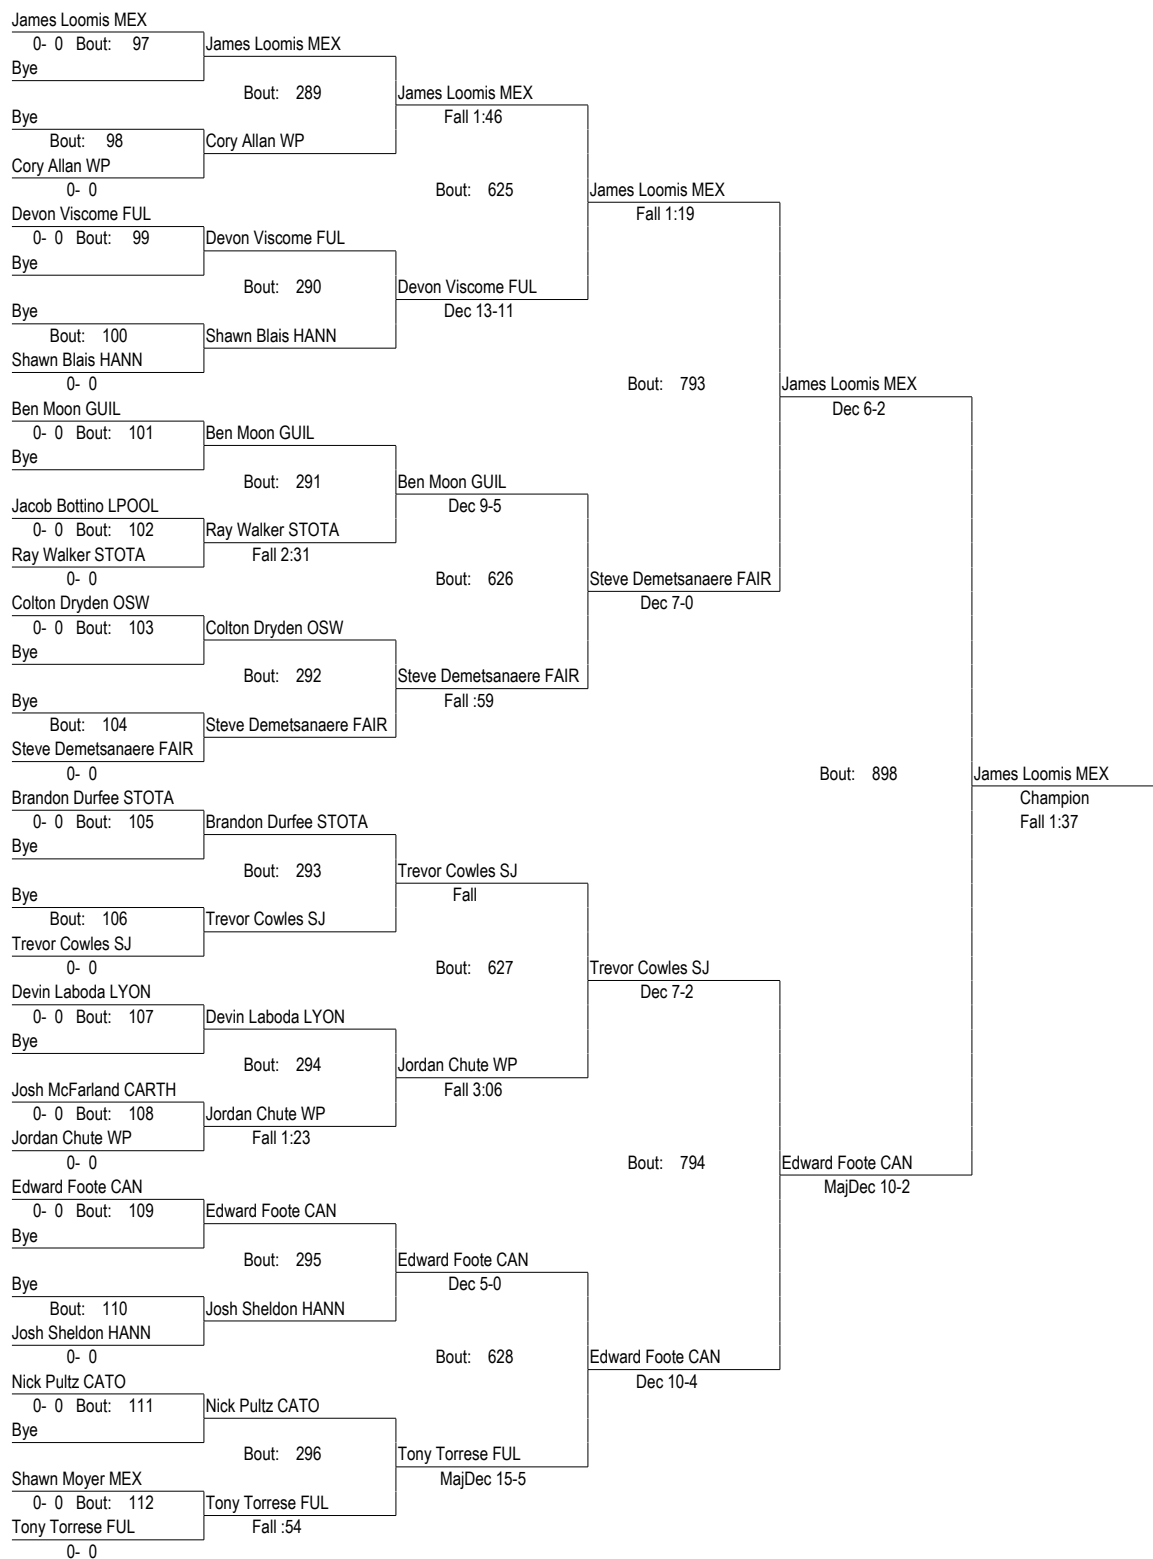 James Loomis MEX
0- 0 Bout: 97 James Loomis MEX
Bye
Bout: 289 James Loomis MEX
Bye Fall 1:46
Bout: 98 Cory Allan WP
Cory Allan WP
0- 0 Bout: 625 James Loomis MEX
Devon Viscome FUL Fall 1:19
0- 0 Bout: 99 Devon Viscome FUL
Bye
Bout: 290 Devon Viscome FUL
Bye Dec 13-11
Bout: 100 Shawn Blais HANN
Shawn Blais HANN
0- 0 Bout: 793 James Loomis MEX
Ben Moon GUIL Dec 6-2
0- 0 Bout: 101 Ben Moon GUIL
Bye
Bout: 291 Ben Moon GUIL
Jacob Bottino LPOOL Dec 9-5
0- 0 Bout: 102 Ray Walker STOTA
Ray Walker STOTA Fall 2:31
0- 0 Bout: 626 Steve Demetsanaere FAIR
Colton Dryden OSW Dec 7-0
0- 0 Bout: 103 Colton Dryden OSW
Bye
Bout: 292 Steve Demetsanaere FAIR
Bye Fall :59
Bout: 104 Steve Demetsanaere FAIR
Steve Demetsanaere FAIR
0- 0 Bout: 898 James Loomis MEX
Brandon Durfee STOTA Champion
0- 0 Bout: 105 Brandon Durfee STOTA Fall 1:37
Bye
Bout: 293 Trevor Cowles SJ
Bye Fall
Bout: 106 Trevor Cowles SJ
Trevor Cowles SJ
0- 0 Bout: 627 Trevor Cowles SJ
Devin Laboda LYON Dec 7-2
0- 0 Bout: 107 Devin Laboda LYON
Bye
Bout: 294 Jordan Chute WP
Josh McFarland CARTH Fall 3:06
0- 0 Bout: 108 Jordan Chute WP
Jordan Chute WP Fall 1:23
0- 0 Bout: 794 Edward Foote CAN
Edward Foote CAN MajDec 10-2
0- 0 Bout: 109 Edward Foote CAN
Bye
Bout: 295 Edward Foote CAN
Bye Dec 5-0
Bout: 110 Josh Sheldon HANN
Josh Sheldon HANN
0- 0 Bout: 628 Edward Foote CAN
Nick Pultz CATO Dec 10-4
0- 0 Bout: 111 Nick Pultz CATO
Bye
Bout: 296 Tony Torrese FUL
Shawn Moyer MEX MajDec 15-5
0- 0 Bout: 112 Tony Torrese FUL
Tony Torrese FUL Fall :54
0- 0